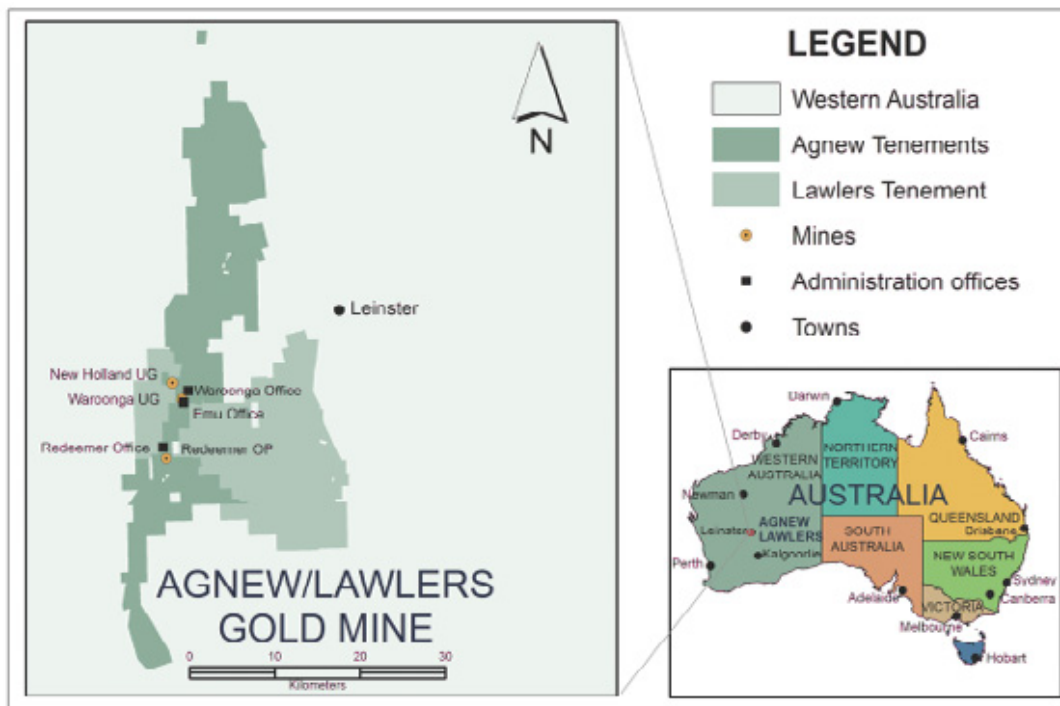 LEGEND
Western Australia
Agnew Tenements
Lawlers Tenement
Mines
Administration offices
Towns
N
Leinster
New Holland UG
Waroonga Office
Waroonga UG
Emu Office
Redeemer Office
Redeemer OP
AGNEW/LAWLERS
GOLD MINE
0 10 20 30
Kilometers
Darwin
Derby
Cairns
NORTHERN
TERRITORY
WESTERN
AUSTRALIA
AUSTRALIA
Newman
QUEENSLAND
Brisbane
Leinster
AGNEW
LAWLERS
SOUTH
AUSTRALIA
Kalgoorlie
NEW SOUTH
WALES
Perth
Sydney
Canberra
Adelaide
VICTORIA
Melbourne
Hobart